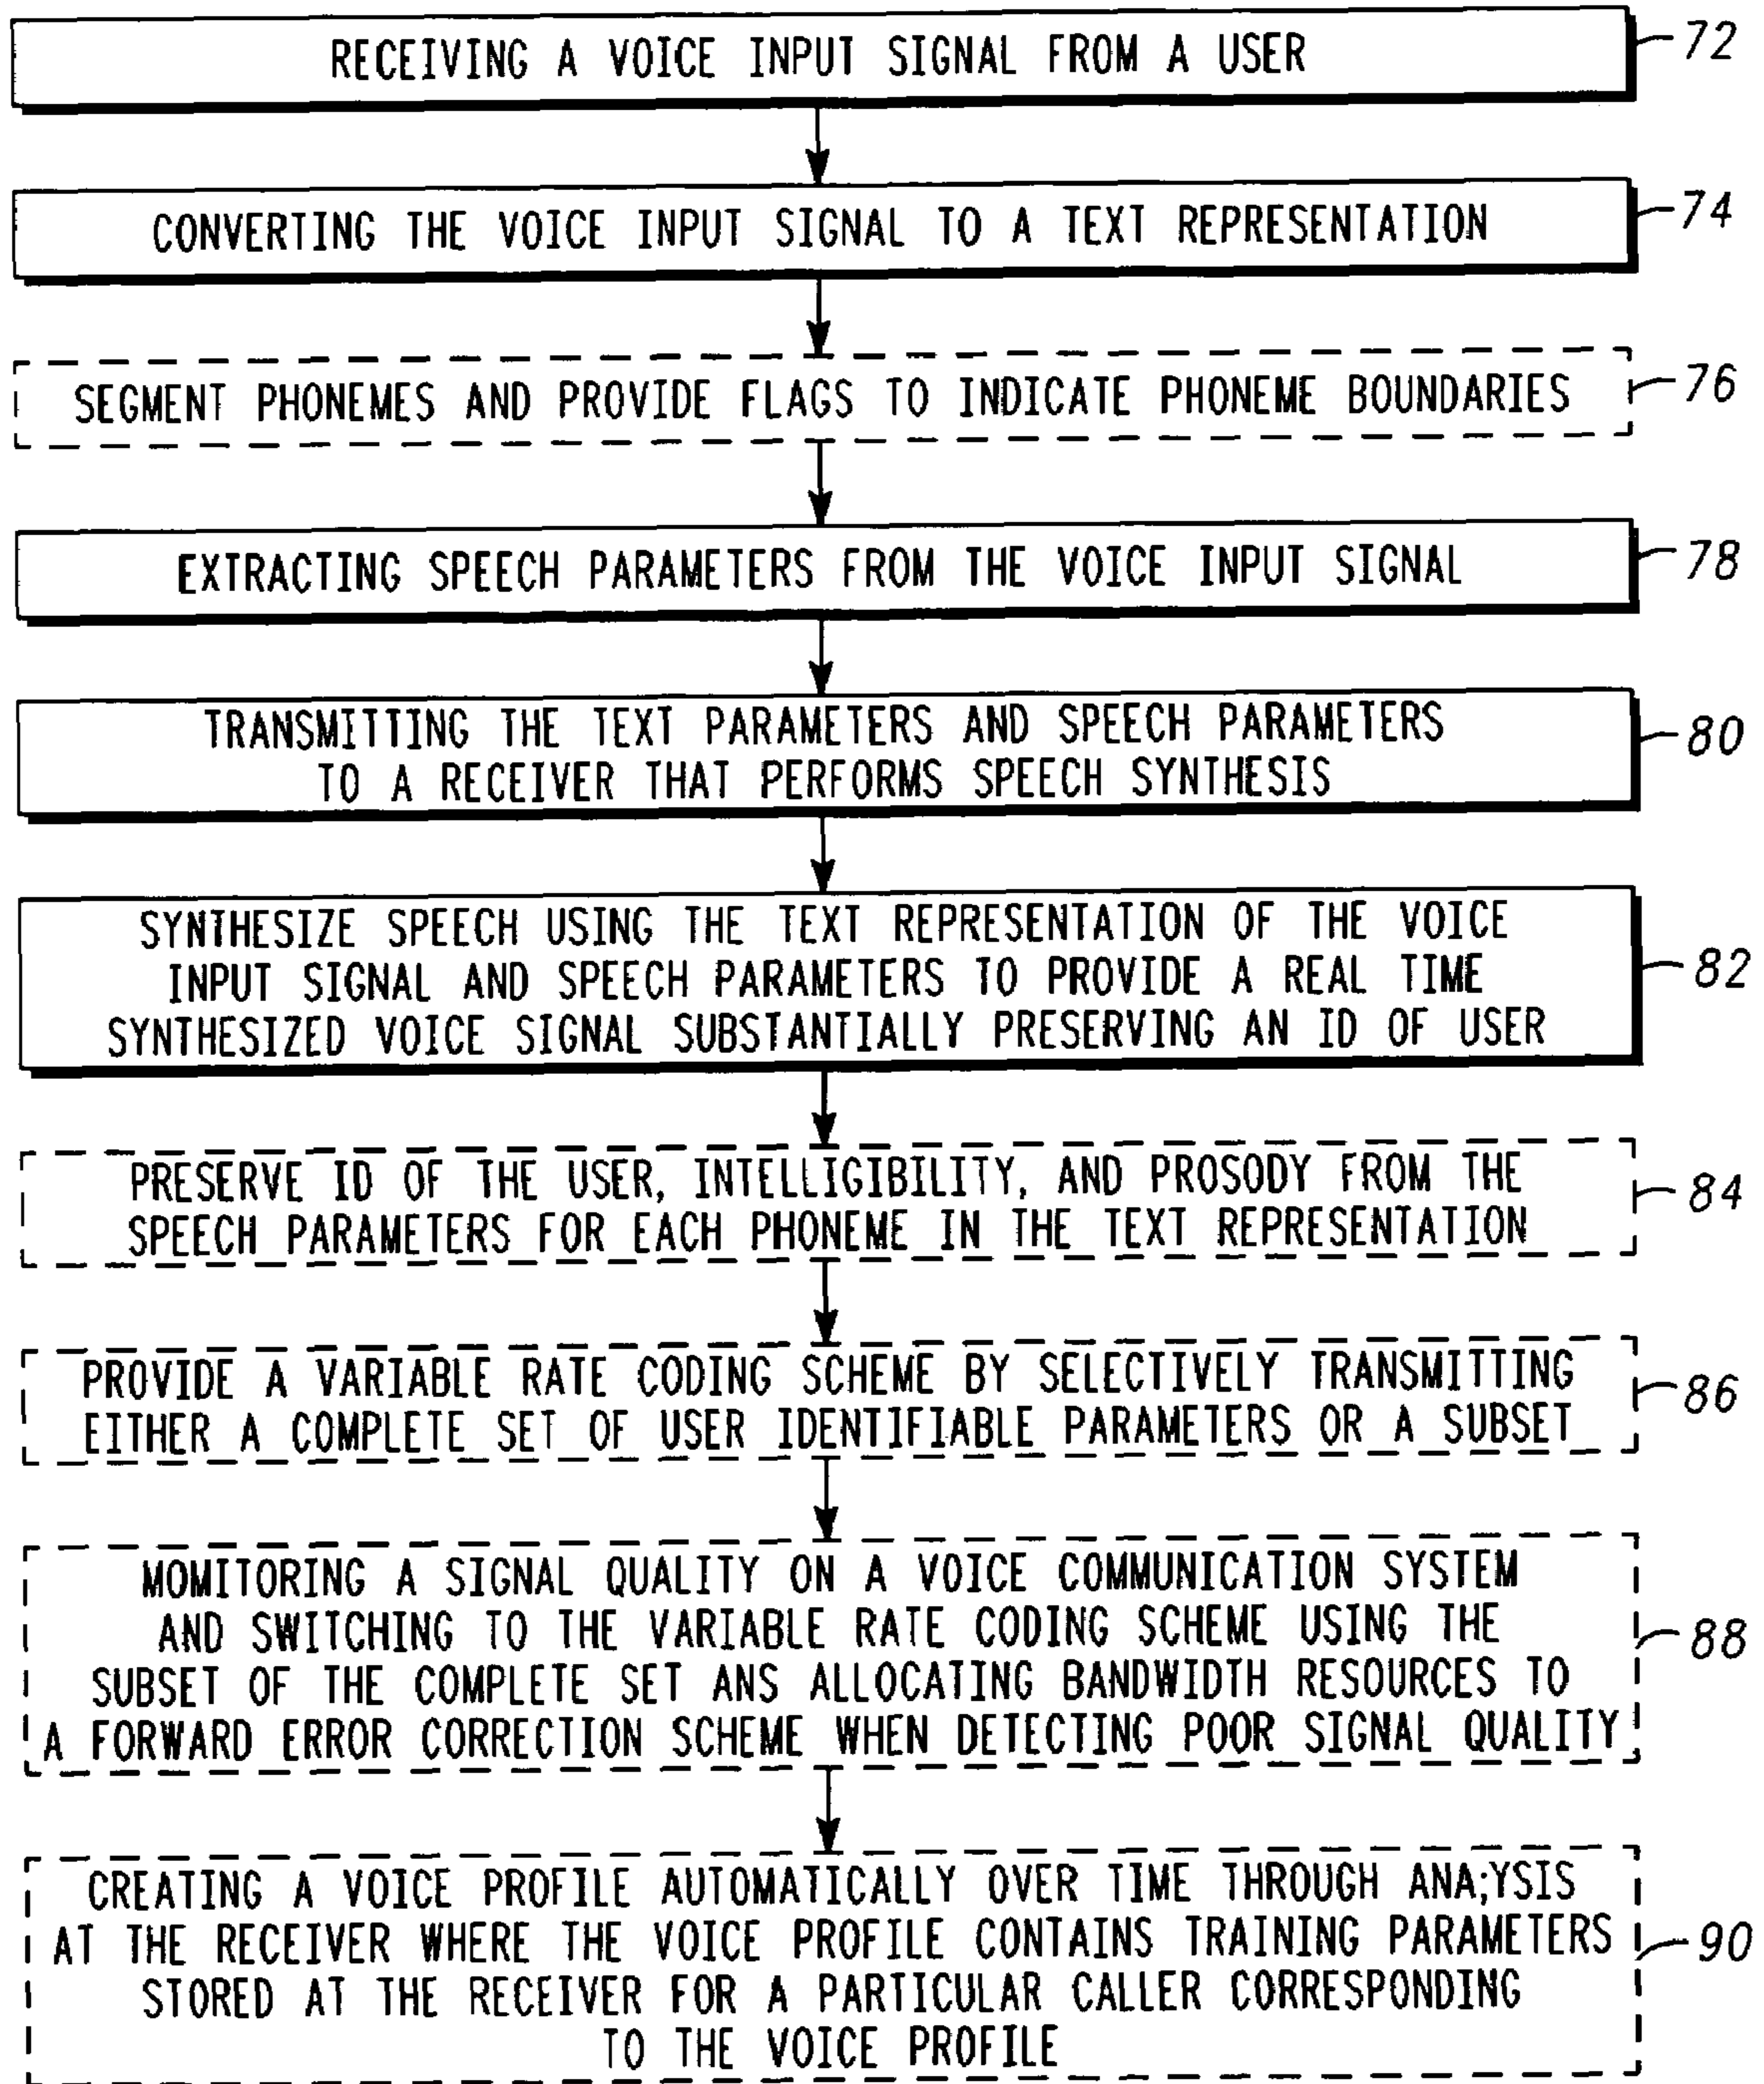 RECEIVING A VOICE INPUT SIGNAL FROM A USER
72
CONVERTING THE VOICE INPUT SIGNAL TO A TEXT REPRESENTATION
74
SEGMENT PHONEMES AND PROVIDE FLAGS TO INDICATE PHONEME BOUNDARIES
76
EXTRACTING SPEECH PARAMETERS FROM THE VOICE INPUT SIGNAL
78
TRANSMITTING THE TEXT PARAMETERS AND SPEECH PARAMETERS
TO A RECEIVER THAT PERFORMS SPEECH SYNTHESIS
80
SYNTHESIZE SPEECH USING THE TEXT REPRESENTATION OF THE VOICE
INPUT SIGNAL AND SPEECH PARAMETERS TO PROVIDE A REAL TIME
SYNTHESIZED VOICE SIGNAL SUBSTANTIALLY PRESERVING AN ID OF USER
82
PRESERVE ID OF THE USER, INTELLIGIBILITY, AND PROSODY FROM THE
SPEECH PARAMETERS FOR EACH PHONEME IN THE TEXT REPRESENTATION
84
PROVIDE A VARIABLE RATE CODING SCHEME BY SELECTIVELY TRANSMITTING
EITHER A COMPLETE SET OF USER IDENTIFIABLE PARAMETERS OR A SUBSET
86
MOMITORING A SIGNAL QUALITY ON A VOICE COMMUNICATION SYSTEM
AND SWITCHING TO THE VARIABLE RATE CODING SCHEME USING THE
SUBSET OF THE COMPLETE SET ANS ALLOCATING BANDWIDTH RESOURCES TO
A FORWARD ERROR CORRECTION SCHEME WHEN DETECTING POOR SIGNAL QUALITY
88
CREATING A VOICE PROFILE AUTOMATICALLY OVER TIME THROUGH ANA;YSIS
AT THE RECEIVER WHERE THE VOICE PROFILE CONTAINS TRAINING PARAMETERS
STORED AT THE RECEIVER FOR A PARTICULAR CALLER CORRESPONDING
TO THE VOICE PROFILE
90